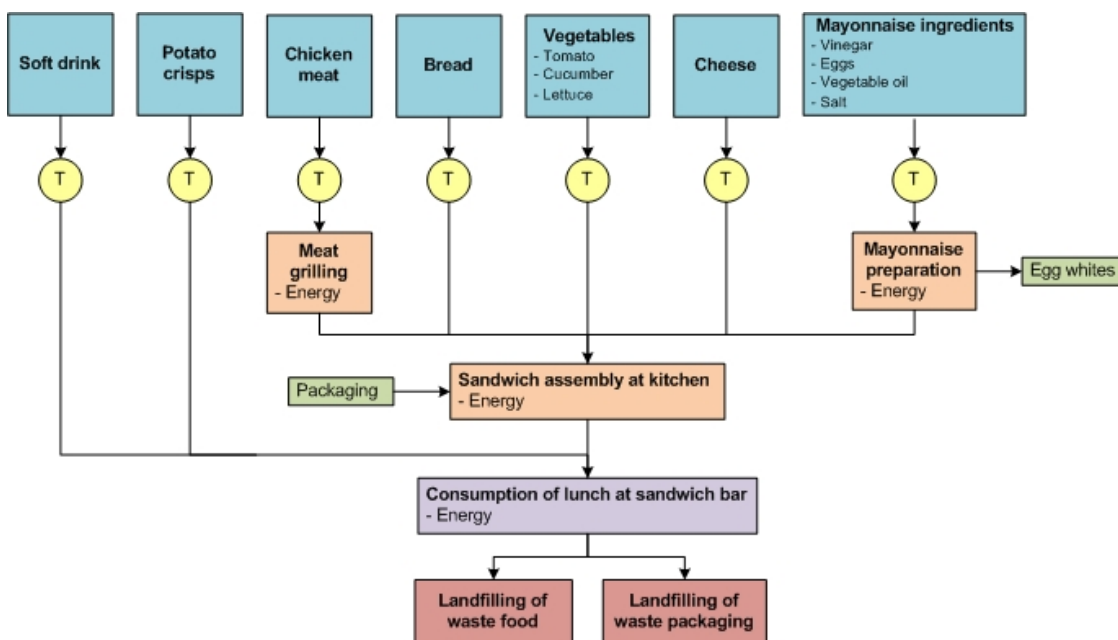 Soft drink
Potato
crisps
Chicken
meat
Bread
Vegetables
- Tomato
- Cucumber
- Lettuce
Cheese
Mayonnaise ingredients
- Vinegar
- Eggs
- Vegetable oil
- Salt
T
T
T
T
T
T
T
Meat
grilling
- Energy
Mayonnaise
preparation
- Energy
Egg whites
Packaging
Sandwich assembly at kitchen
- Energy
Consumption of lunch at sandwich bar
- Energy
Landfilling of
waste food
Landfilling of
waste packaging